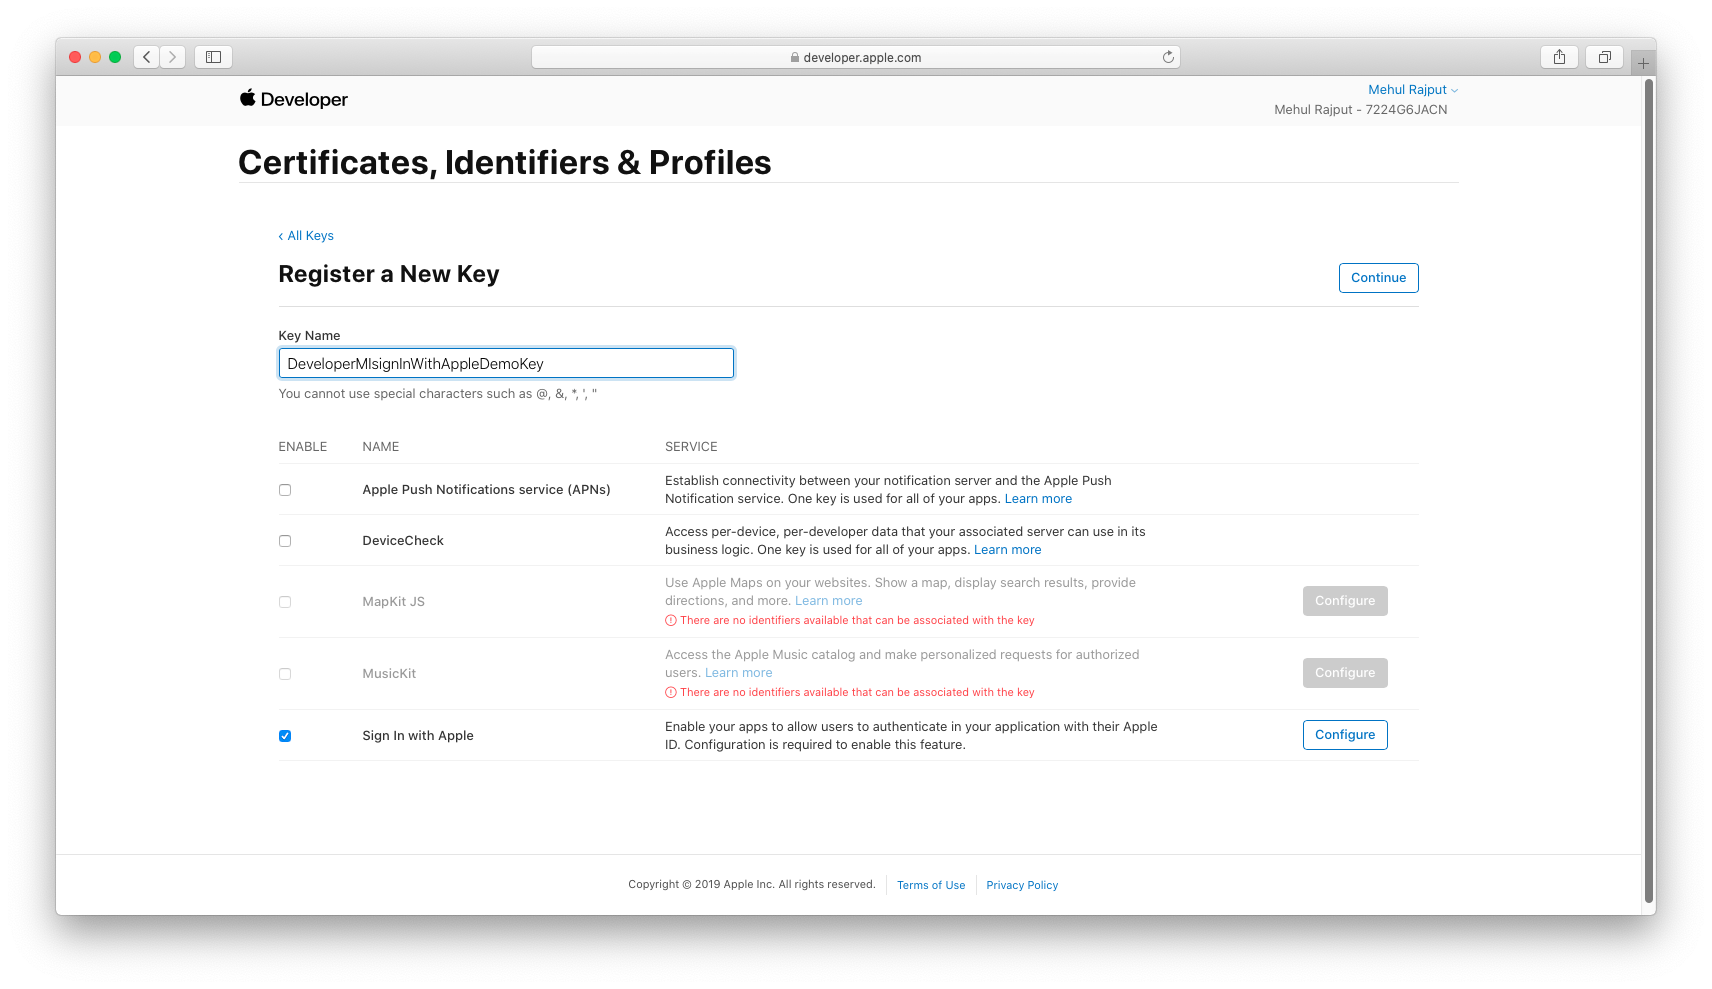 developer.apple.com
Developer
Mehul Rajput
Mehul Rajput - 7224G6JACN
Certificates, Identifiers & Profiles
‹ All Keys
Register a New Key
Continue
Key Name
DeveloperMIsignInWithAppleDemoKey
You cannot use special characters such as @, &, *, ', "
ENABLE NAME SERVICE
Apple Push Notifications service (APNs)
Establish connectivity between your notification server and the Apple Push
Notification service. One key is used for all of your apps. Learn more
DeviceCheck
Access per-device, per-developer data that your associated server can use in its
business logic. One key is used for all of your apps. Learn more
MapKit JS
Use Apple Maps on your websites. Show a map, display search results, provide
directions, and more. Learn more
There are no identifiers available that can be associated with the key
Configure
MusicKit
Access the Apple Music catalog and make personalized requests for authorized
users. Learn more
There are no identifiers available that can be associated with the key
Configure
Sign In with Apple
Enable your apps to allow users to authenticate in your application with their Apple
ID. Configuration is required to enable this feature.
Configure
Copyright © 2019 Apple Inc. All rights reserved. Terms of Use Privacy Policy